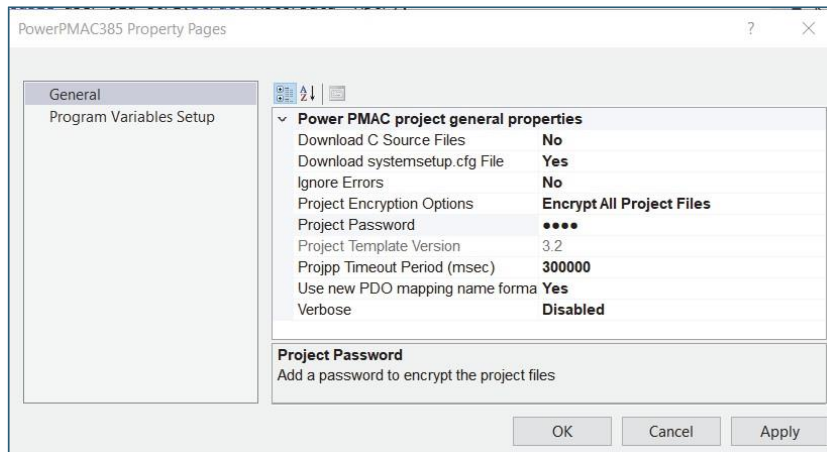 PowerPMAC385 Property Pages
General
Program Variables Setup
Power PMAC project general properties
Download C Source Files No
Download systemsetup.cfg File Yes
Ignore Errors No
Project Encryption Options Encrypt All Project Files
Project Password ●●●●
Project Template Version 3.2
Projpp Timeout Period (msec) 300000
Use new PDO mapping name forma Yes
Verbose Disabled
Project Password
Add a password to encrypt the project files
OK Cancel Apply